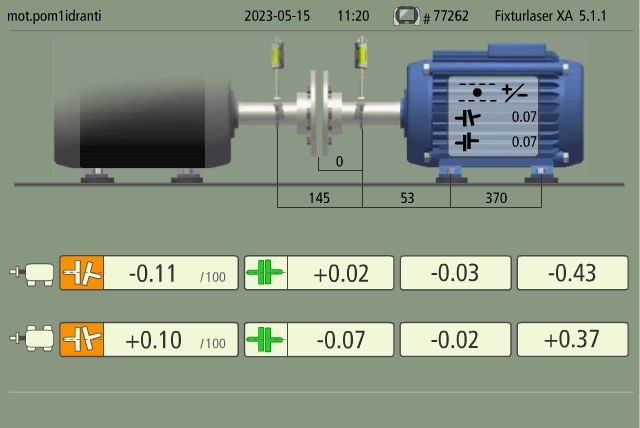 mot.pom1idranti 2023-05-15 11:20 # 77262 Fixturlaser XA 5.1.1
+/-
0.07
0.07
0
145 53 370
-0.11 /100 +0.02 -0.03 -0.43
+0.10 /100 -0.07 -0.02 +0.37